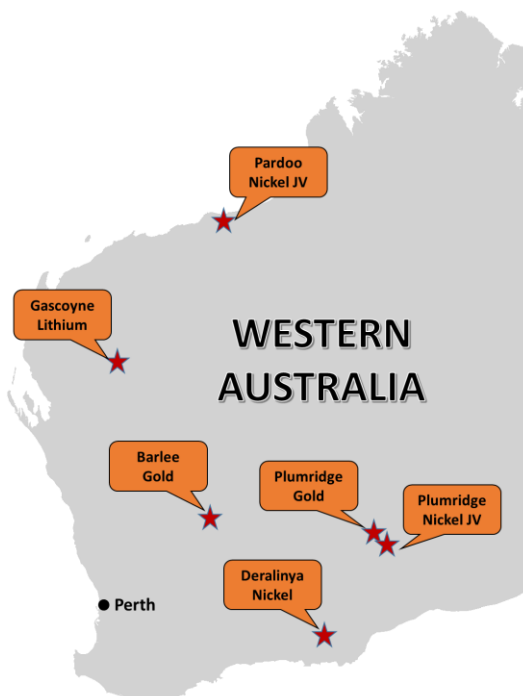 Pardoo
Nickel JV
Gascoyne
Lithium
WESTERN
AUSTRALIA
Barlee
Gold
Plumridge
Gold
Plumridge
Nickel JV
Deralinya
Nickel
Perth